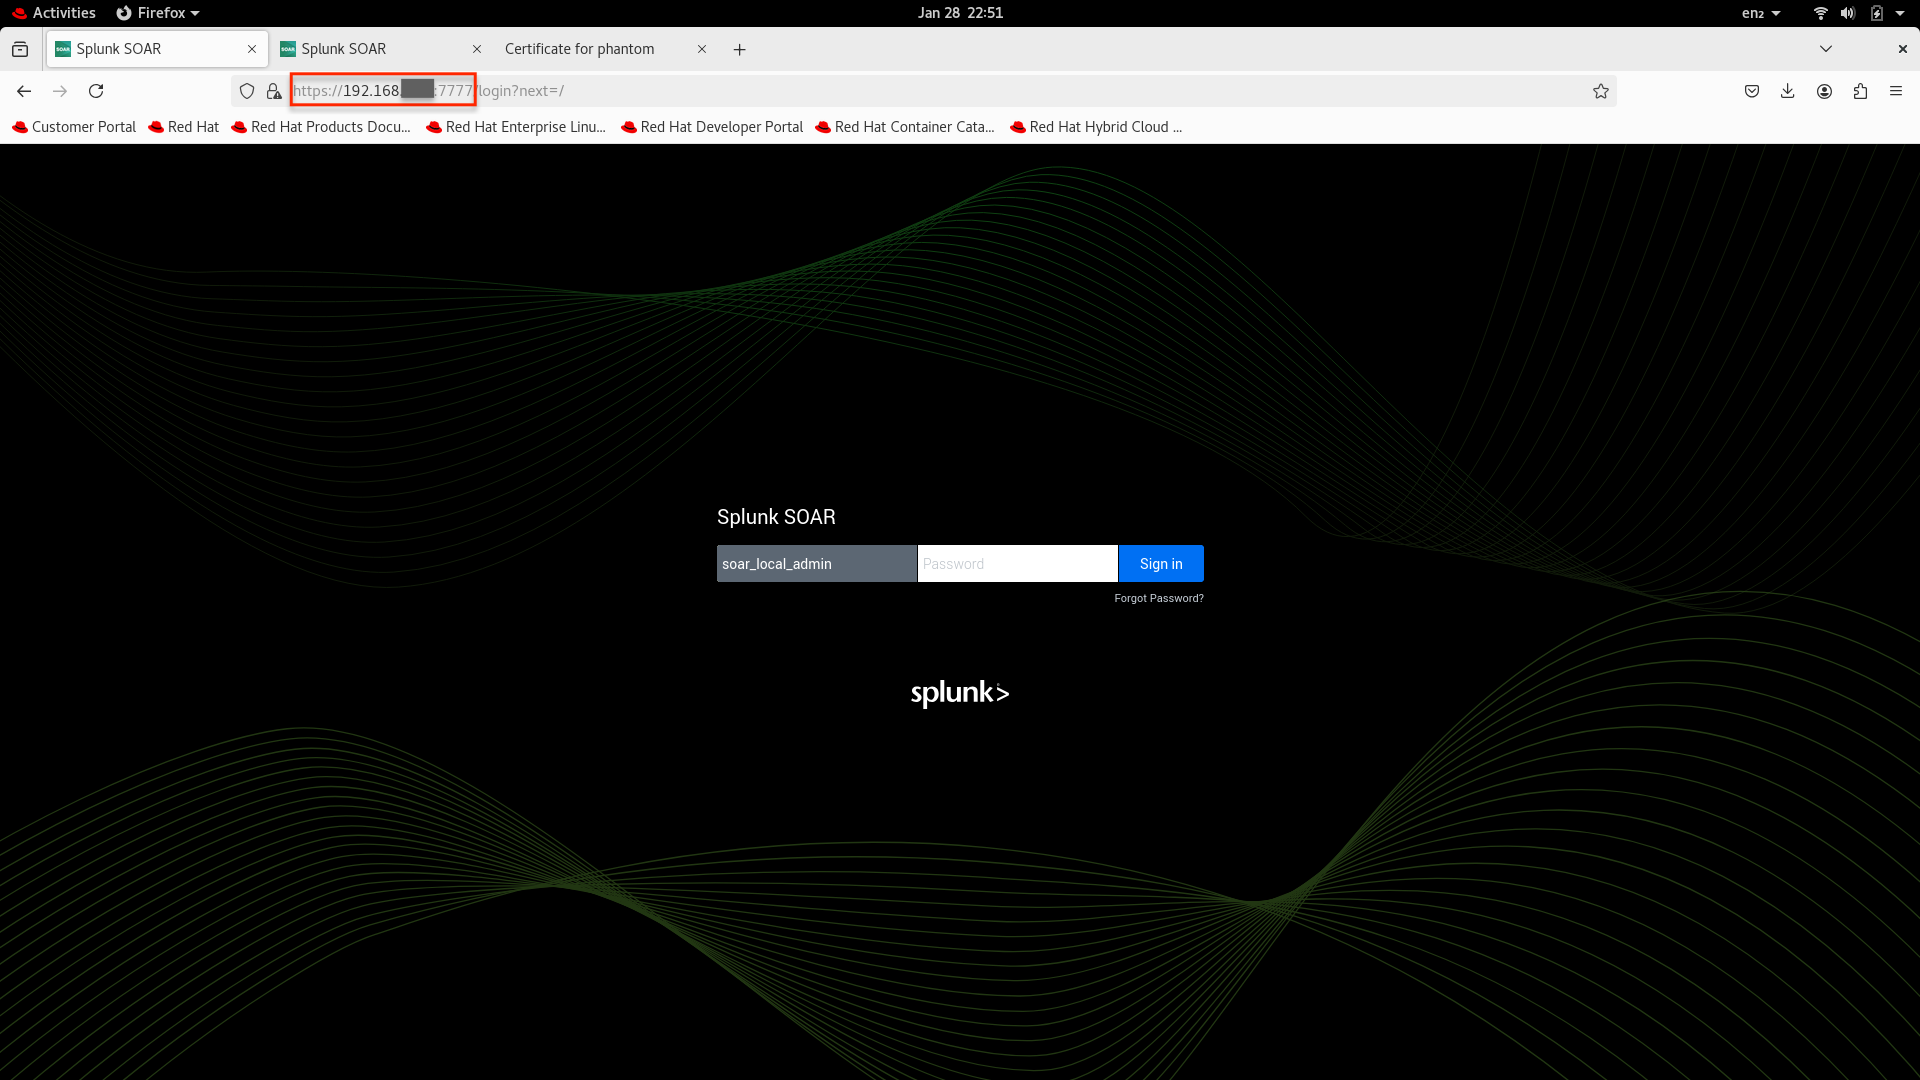 Activities Firefox Jan 28 22:51 en₂
Splunk SOAR Splunk SOAR Certificate for phantom
https://192.168 :7777/login?next=/
Customer Portal Red Hat Red Hat Products Docu... Red Hat Enterprise Linu... Red Hat Developer Portal Red Hat Container Cata... Red Hat Hybrid Cloud ...
Splunk SOAR
soar_local_admin Password Sign in
Forgot Password?
splunk>